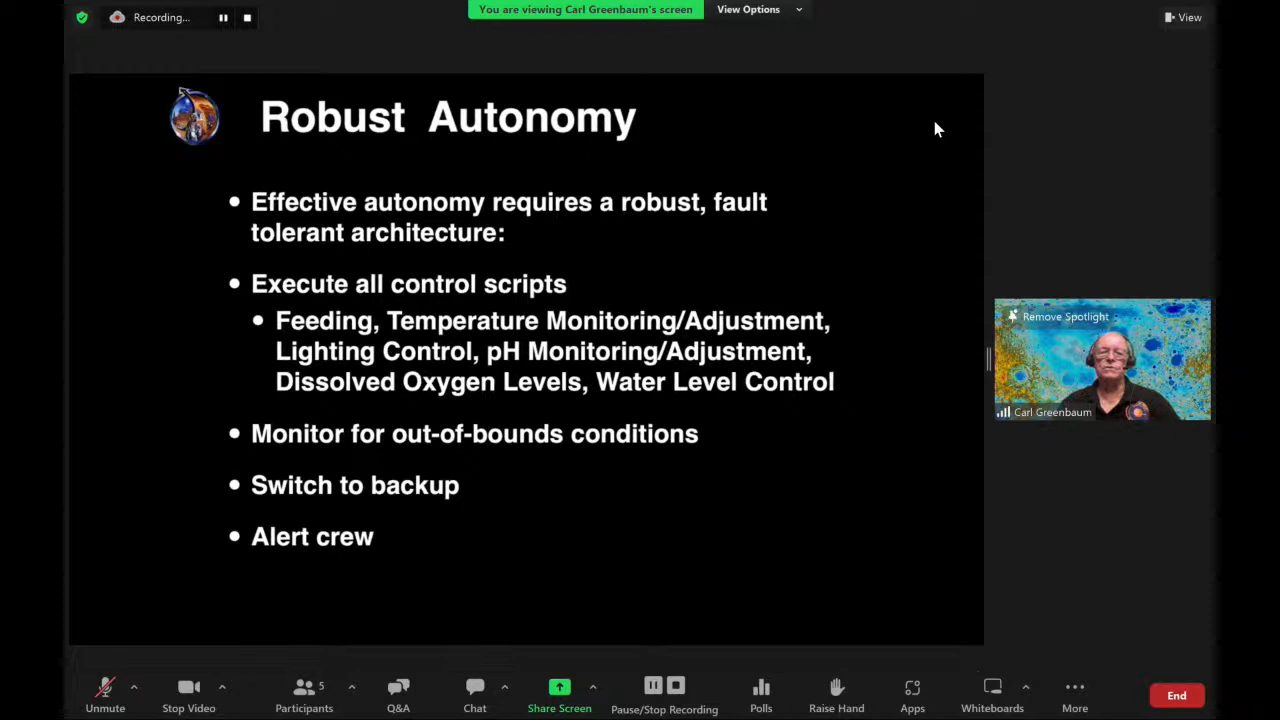 Recording...
You are viewing Carl Greenbaum's screen
View Options
View
Robust Autonomy
• Effective autonomy requires a robust, fault
tolerant architecture:
• Execute all control scripts
• Feeding, Temperature Monitoring/Adjustment,
Lighting Control, pH Monitoring/Adjustment,
Dissolved Oxygen Levels, Water Level Control
• Monitor for out-of-bounds conditions
• Switch to backup
• Alert crew
Remove Spotlight
Carl Greenbaum
Unmute
Stop Video
5
Participants
Q&A
Chat
Share Screen
Pause/Stop Recording
Polls
Raise Hand
Apps
Whiteboards
More
End